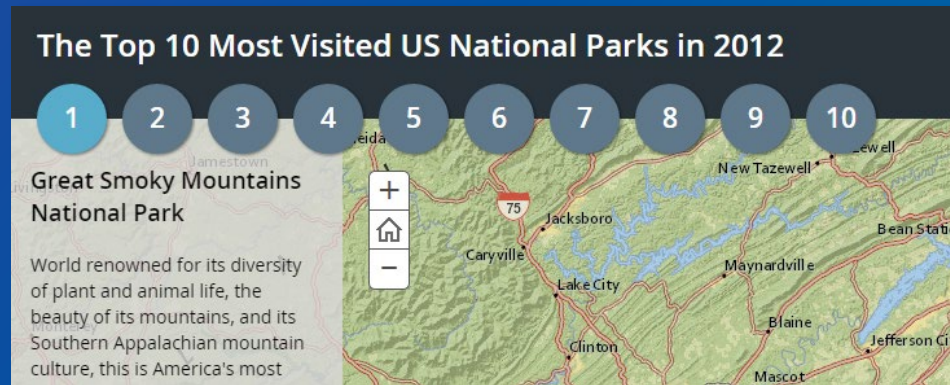 The Top 10 Most Visited US National Parks in 2012
1 2 3 4 5 6 7 8 9 10
Great Smoky Mountains
National Park
World renowned for its diversity
of plant and animal life, the
beauty of its mountains, and its
Southern Appalachian mountain
culture, this is America's most
Jamestown
Monterey
+
−
75
New Tazewell
Jacksboro
Bean Stati
Caryville
Maynardville
Lake City
Blaine
Jefferson Ci
Clinton
Mascot